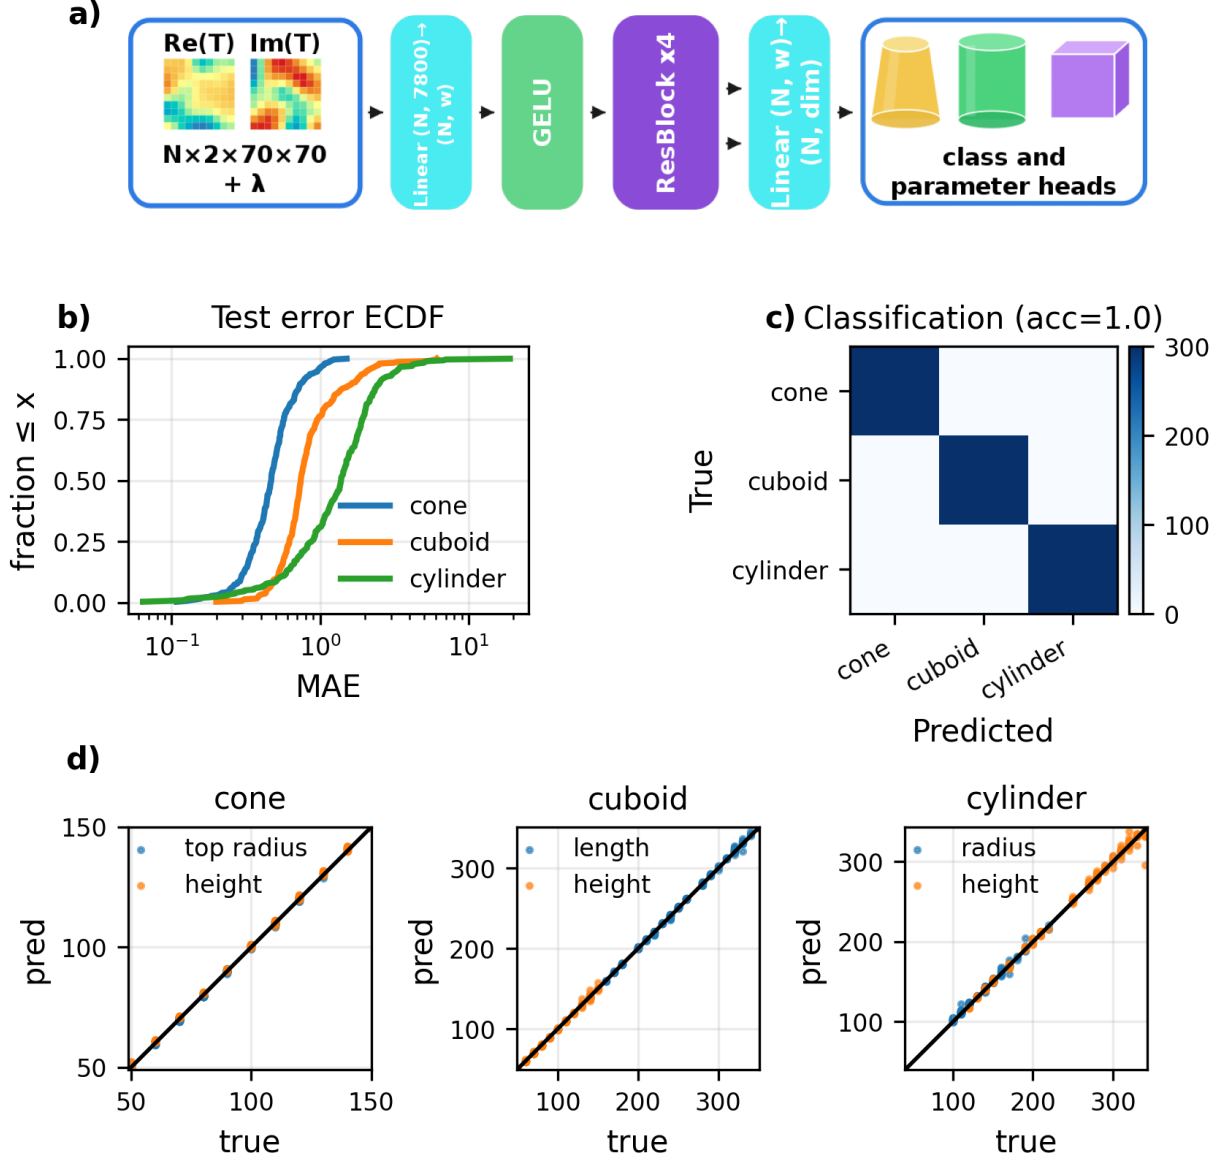 a)
Re(T) Im(T)
N×2×70×70
+ λ
Linear (N, 7800)→
(N, w)
GELU
ResBlock x4
Linear (N, w)→
(N, dim)
class and
parameter heads
b)
Test error ECDF
fraction ≤ x
1.00
0.75
0.50
0.25
0.00
cone
cuboid
cylinder
10⁻¹
10⁰
10¹
MAE
c) Classification (acc=1.0)
True
cone
cuboid
cylinder
cone
cuboid
cylinder
Predicted
300
200
100
0
d)
cone
pred
150
100
50
top radius
height
50
100
150
true
cuboid
pred
300
200
100
length
height
100
200
300
true
cylinder
pred
300
200
100
radius
height
100
200
300
true